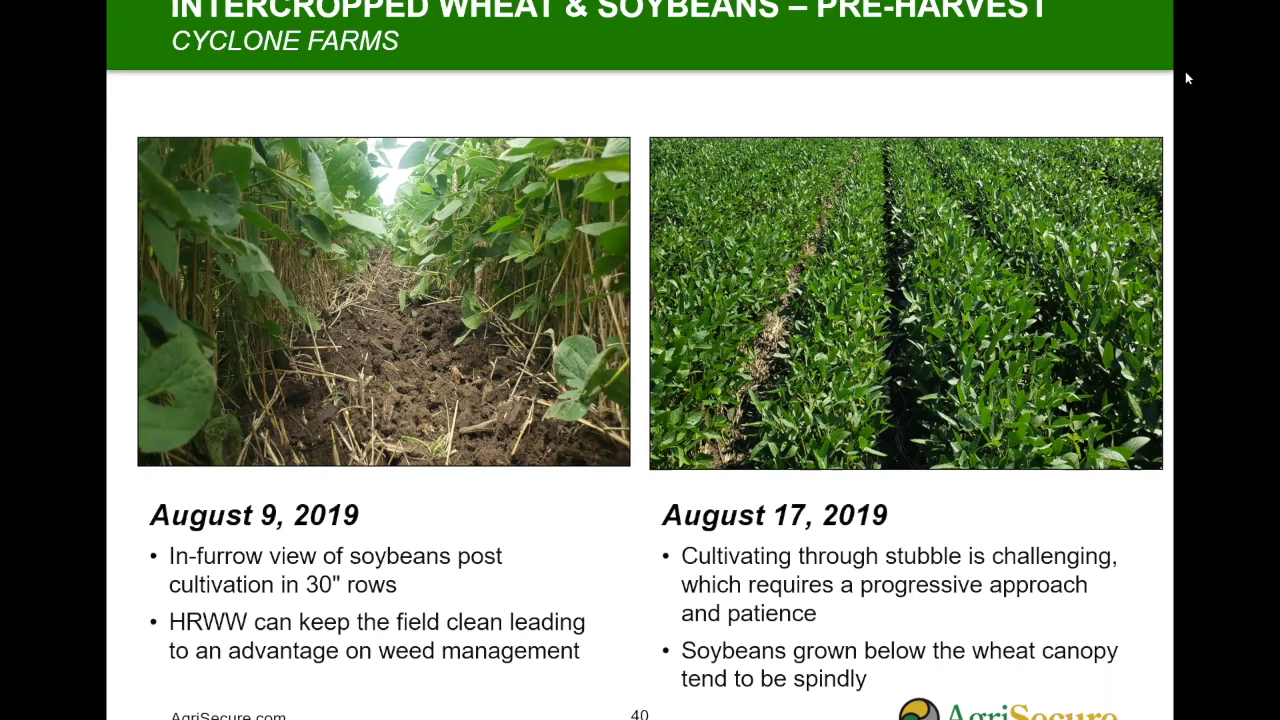 INTERCROPPED WHEAT & SOYBEANS – PRE-HARVEST
CYCLONE FARMS
August 9, 2019
• In-furrow view of soybeans post
cultivation in 30" rows
• HRWW can keep the field clean leading
to an advantage on weed management
August 17, 2019
• Cultivating through stubble is challenging,
which requires a progressive approach
and patience
• Soybeans grown below the wheat canopy
tend to be spindly
AgriSecure.com
40
AgriSecure